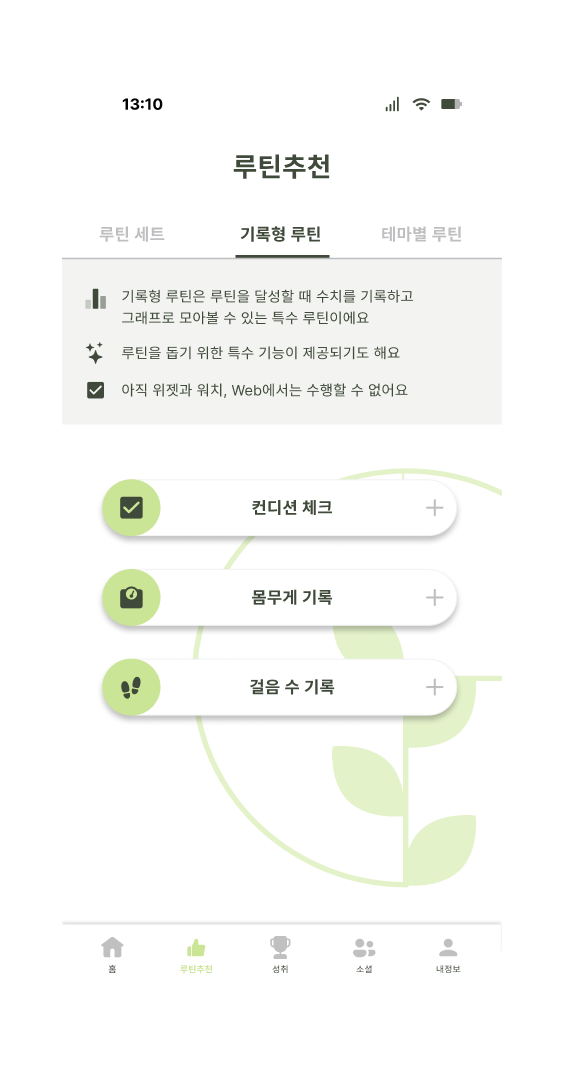 13:10
루틴추천
루틴 세트
기록형 루틴
테마별 루틴
기록형 루틴은 루틴을 달성할 때 수치를 기록하고
그래프로 모아볼 수 있는 특수 루틴이에요
루틴을 돕기 위한 특수 기능이 제공되기도 해요
아직 위젯과 워치, Web에서는 수행할 수 없어요
컨디션 체크
몸무게 기록
걸음 수 기록
홈
루틴추천
성취
소셜
내정보